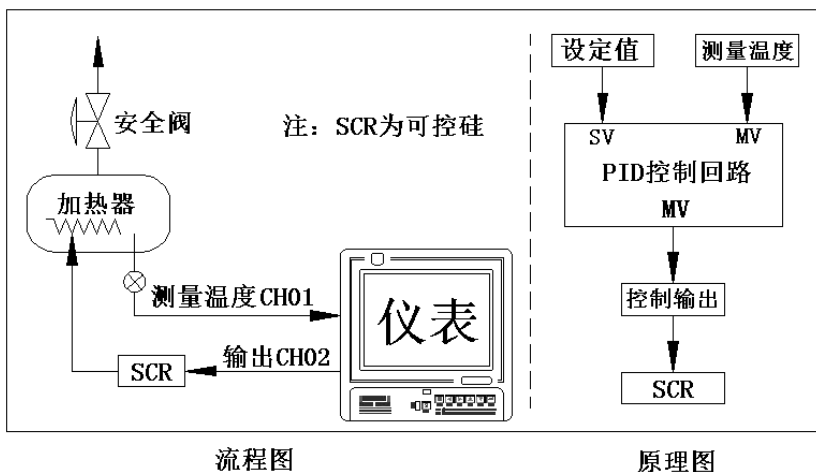 安全阀
注：SCR为可控硅
加热器
测量温度CH01
仪表
输出CH02
SCR
设定值
测量温度
SV
MV
PID控制回路
MV
控制输出
SCR
流程图
原理图